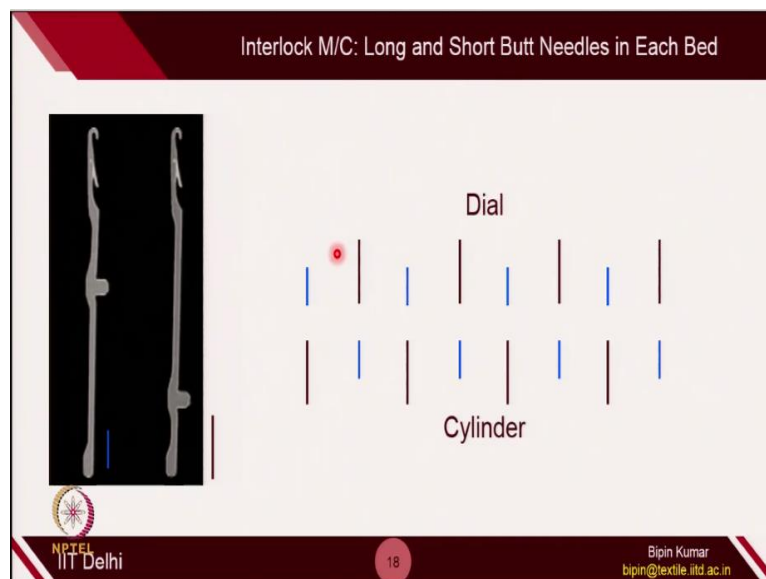 Interlock M/C: Long and Short Butt Needles in Each Bed
Dial
Cylinder
NPTEL
IIT Delhi
18
Bipin Kumar
bipin@textile.iitd.ac.in